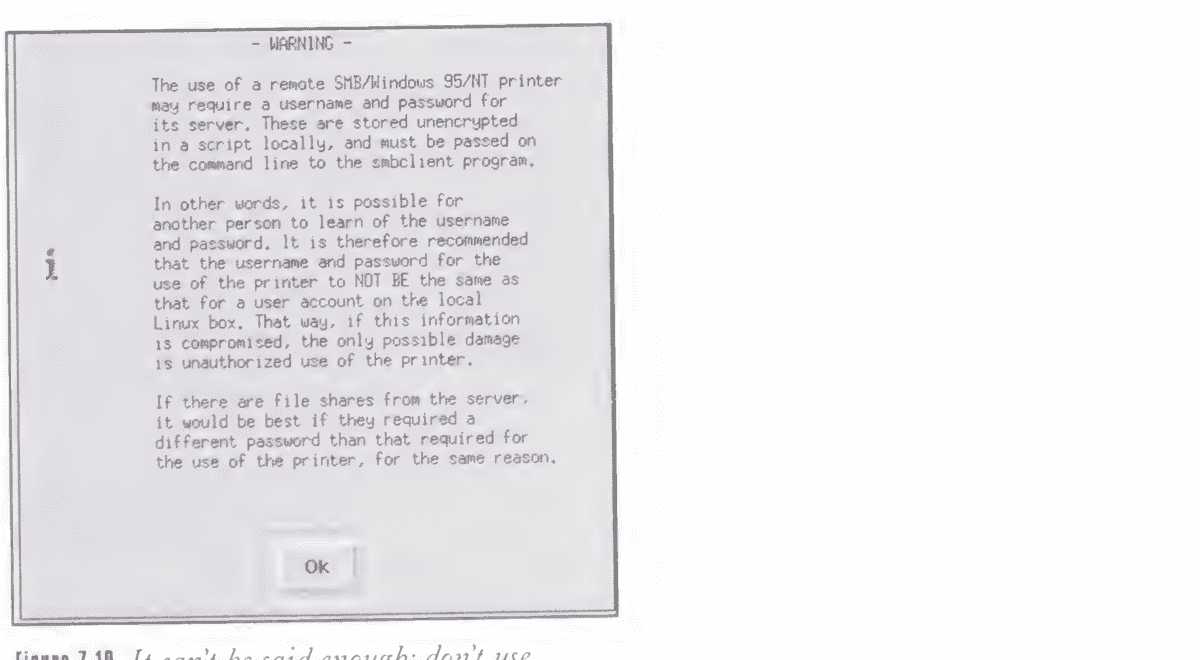 - WARNING -
The use of a remote SMB/Windows 95/NT printer
may require a username and password for
its server. These are stored unencrypted
in a script locally, and must be passed on
the command line to the smbclient program.
In other words, it is possible for
another person to learn of the username
and password. It is therefore recommended
that the username and password for the
use of the printer to NOT BE the same as
that for a user account on the local
Linux box. That way, if this information
is compromised, the only possible damage
is unauthorized use of the printer.
If there are file shares from the server,
it would be best if they required a
different password than that required for
the use of the printer, for the same reason.
i
Ok
Figure 7.10 It can't be said enough: don't use